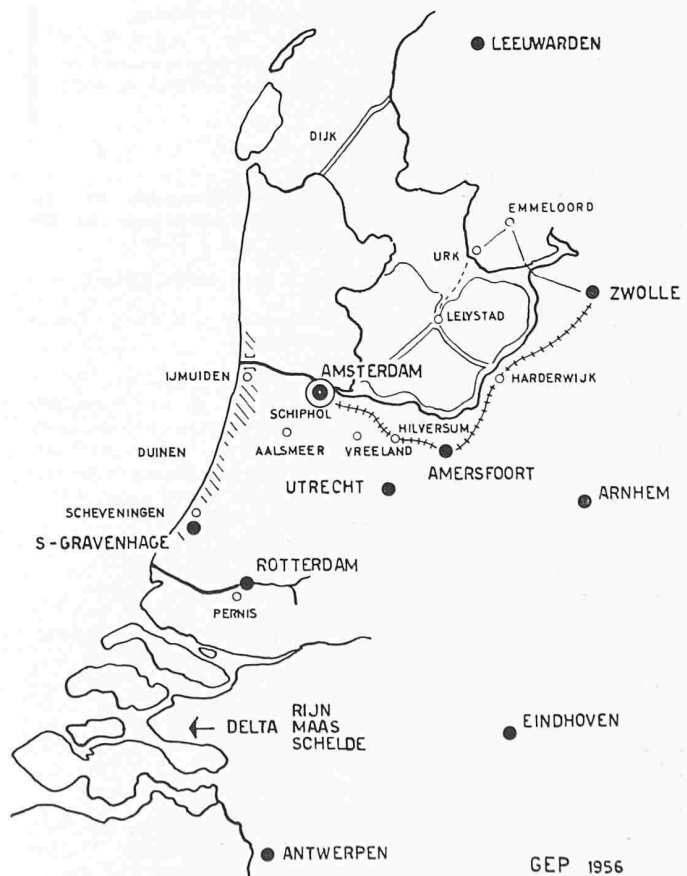 LEEUWARDEN
DIJK
EMMELOORD
URK
ZWOLLE
LELYSTAD
AMSTERDAM
IJMUIDEN
HARDERWIJK
SCHIPHOL
HILVERSUM
AALSMEER
VREELAND
DUINEN
AMERSFOORT
UTRECHT
ARNHEM
SCHEVENINGEN
S-GRAVENHAGE
ROTTERDAM
PERNIS
DELTA
RIJN
MAAS
SCHELDE
EINDHOVEN
ANTWERPEN
GEP 1956